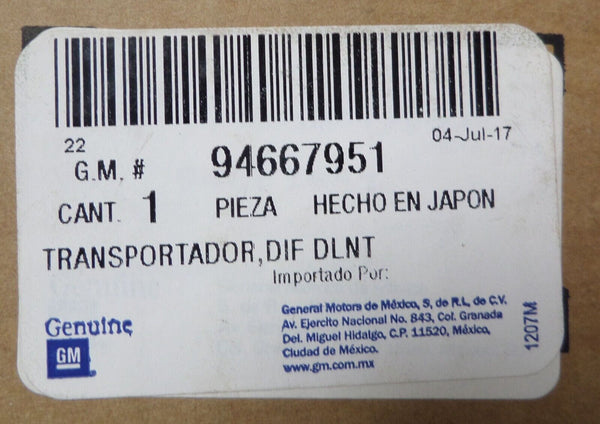 22
04-Jul-17
G.M. # 94667951
CANT. 1 PIEZA HECHO EN JAPON
TRANSPORTADOR,DIF DLNT
Importado Por:
Genuine
GM
General Motors de México, S, de R.L, de C.V.
Av. Ejercito Nacional No. 843, Col. Granada
Del. Miguel Hidalgo, C.P. 11520, México,
Ciudad de México.
www.gm.com.mx
1207M